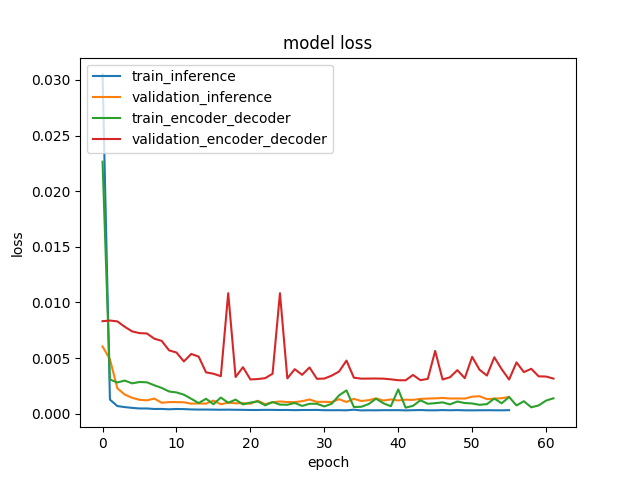 model loss
train_inference
validation_inference
train_encoder_decoder
validation_encoder_decoder
loss
0.030
0.025
0.020
0.015
0.010
0.005
0.000
0 10 20 30 40 50 60
epoch